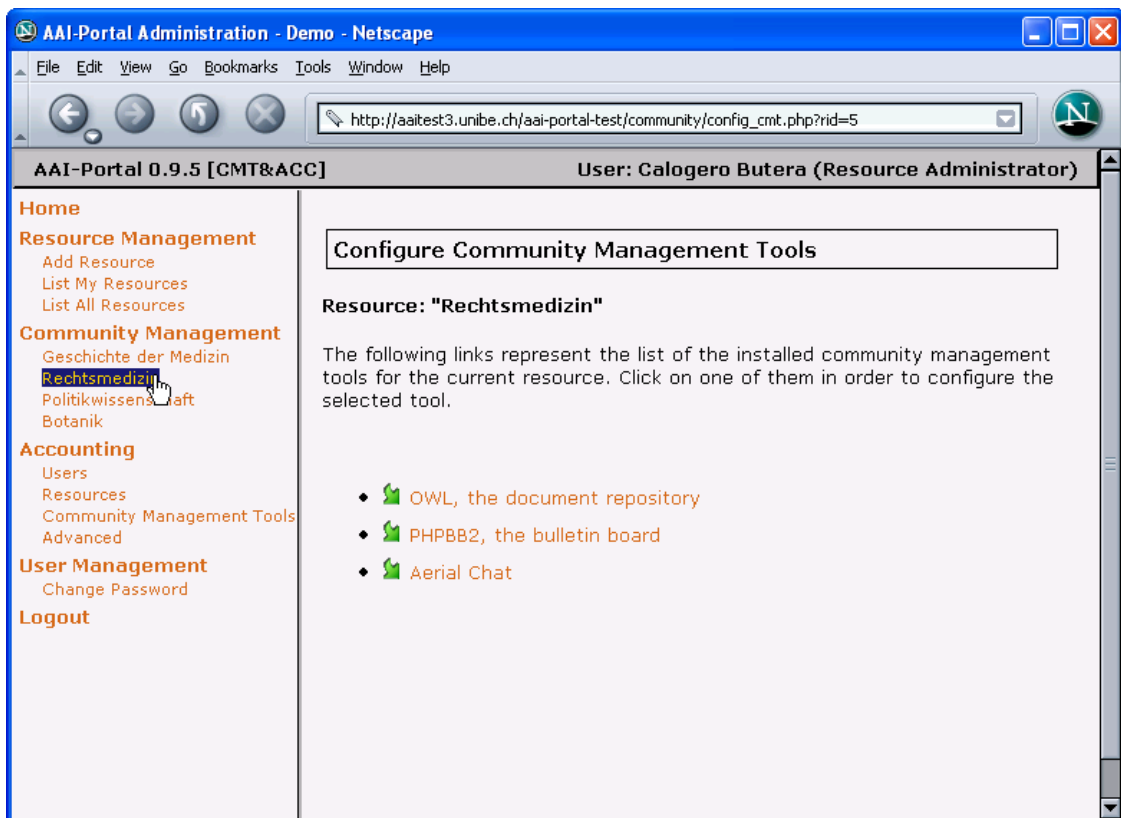 AAI-Portal Administration - Demo - Netscape
File Edit View Go Bookmarks Tools Window Help
http://aaitest3.unibe.ch/aai-portal-test/community/config_cmt.php?rid=5
N
AAI-Portal 0.9.5 [CMT&ACC]
User: Calogero Butera (Resource Administrator)
Home
Resource Management
Add Resource
List My Resources
List All Resources
Community Management
Geschichte der Medizin
Rechtsmedizin
Politikwissenschaft
Botanik
Accounting
Users
Resources
Community Management Tools
Advanced
User Management
Change Password
Logout
Configure Community Management Tools
Resource: "Rechtsmedizin"
The following links represent the list of the installed community management
tools for the current resource. Click on one of them in order to configure the
selected tool.
OWL, the document repository
PHPBB2, the bulletin board
Aerial Chat